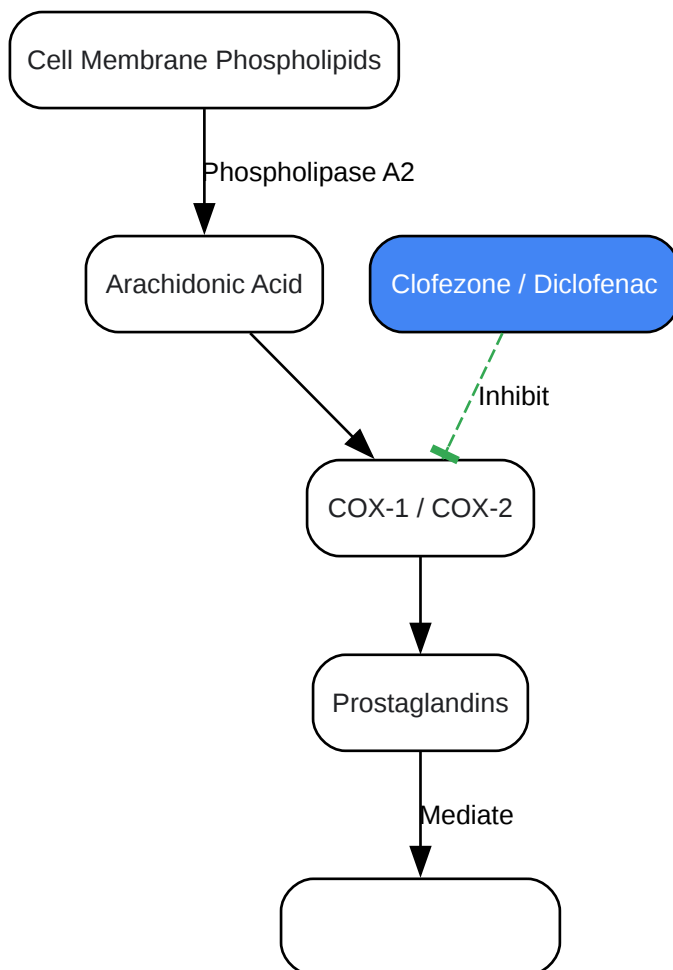 Cell Membrane Phospholipids
Phospholipase A2
Arachidonic Acid
Clofezone / Diclofenac
Inhibit
COX-1 / COX-2
Prostaglandins
Mediate